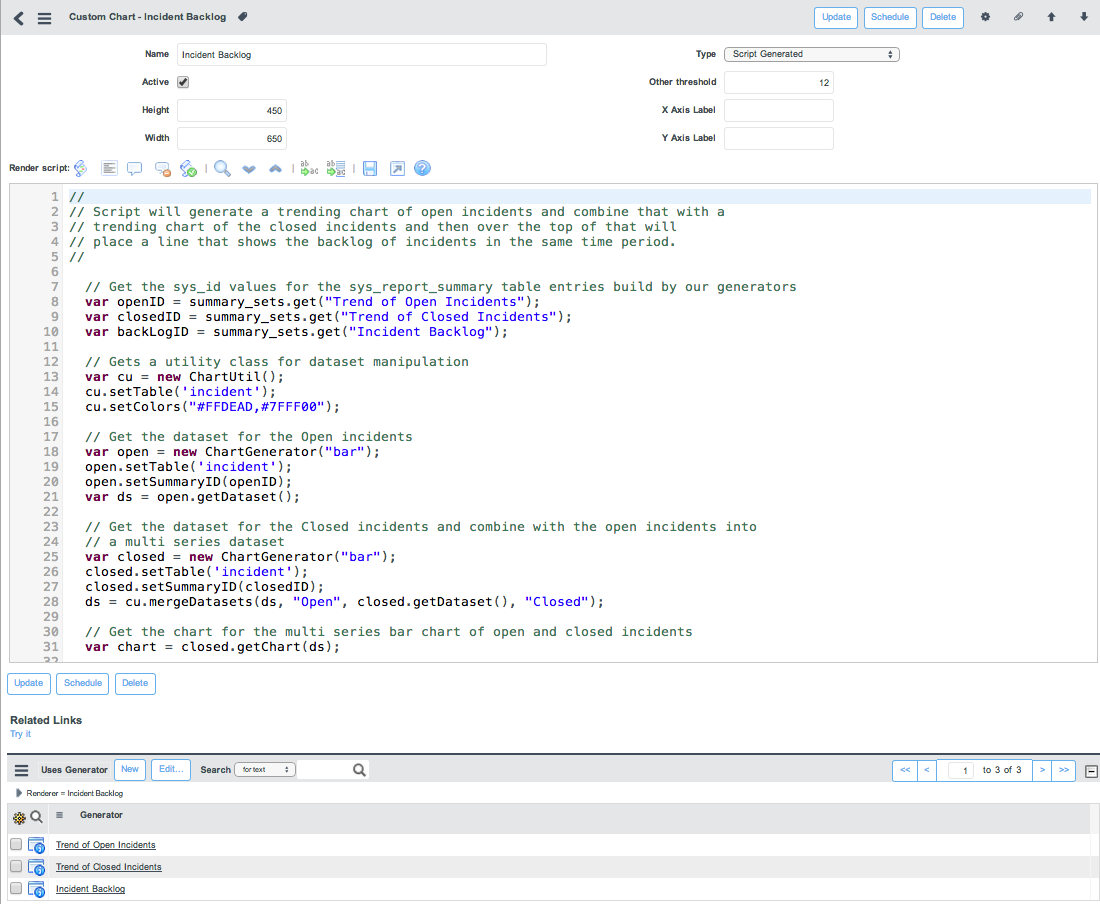 Custom Chart - Incident Backlog
Update Schedule Delete
Name Incident Backlog
Type Script Generated
Active
Other threshold 12
Height 450
X Axis Label
Width 650
Y Axis Label
Render script:
1 //
2 // Script will generate a trending chart of open incidents and combine that with a
3 // trending chart of the closed incidents and then over the top of that will
4 // place a line that shows the backlog of incidents in the same time period.
5 //
6
7 // Get the sys_id values for the sys_report_summary table entries build by our generators
8 var openID = summary_sets.get("Trend of Open Incidents");
9 var closedID = summary_sets.get("Trend of Closed Incidents");
10 var backLogID = summary_sets.get("Incident Backlog");
11
12 // Gets a utility class for dataset manipulation
13 var cu = new ChartUtil();
14 cu.setTable('incident');
15 cu.setColors("#FFDEAD,#7FFF00");
16
17 // Get the dataset for the Open incidents
18 var open = new ChartGenerator("bar");
19 open.setTable('incident');
20 open.setSummaryID(openID);
21 var ds = open.getDataset();
22
23 // Get the dataset for the Closed incidents and combine with the open incidents into
24 // a multi series dataset
25 var closed = new ChartGenerator("bar");
26 closed.setTable('incident');
27 closed.setSummaryID(closedID);
28 ds = cu.mergeDatasets(ds, "Open", closed.getDataset(), "Closed");
29
30 // Get the chart for the multi series bar chart of open and closed incidents
31 var chart = closed.getChart(ds);
32
Update Schedule Delete
Related Links
Try it
Uses Generator New Edit... Search for text << < 1 to 3 of 3 > >>
Renderer = Incident Backlog
Generator
Trend of Open Incidents
Trend of Closed Incidents
Incident Backlog